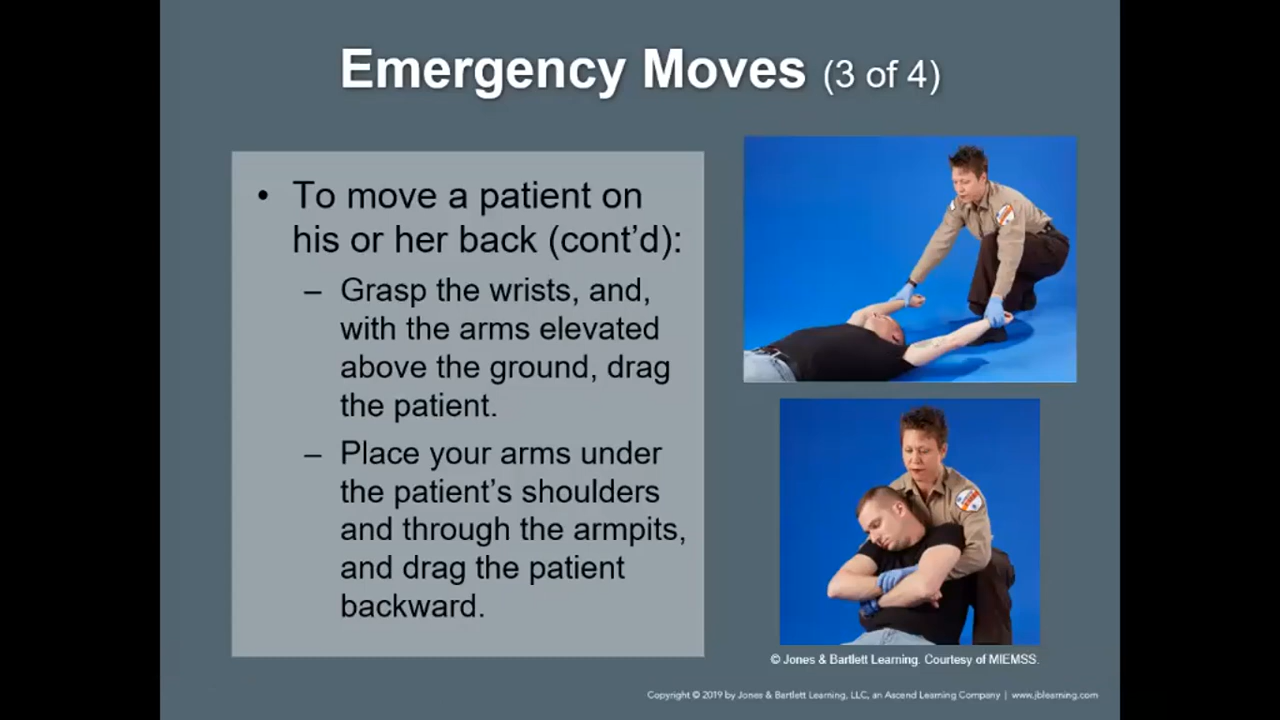 Emergency Moves (3 of 4)
• To move a patient on
his or her back (cont’d):
– Grasp the wrists, and,
with the arms elevated
above the ground, drag
the patient.
– Place your arms under
the patient’s shoulders
and through the armpits,
and drag the patient
backward.
© Jones & Bartlett Learning. Courtesy of MIEMSS.
Copyright © 2019 by Jones & Bartlett Learning, LLC, an Ascend Learning Company | www.jblearning.com